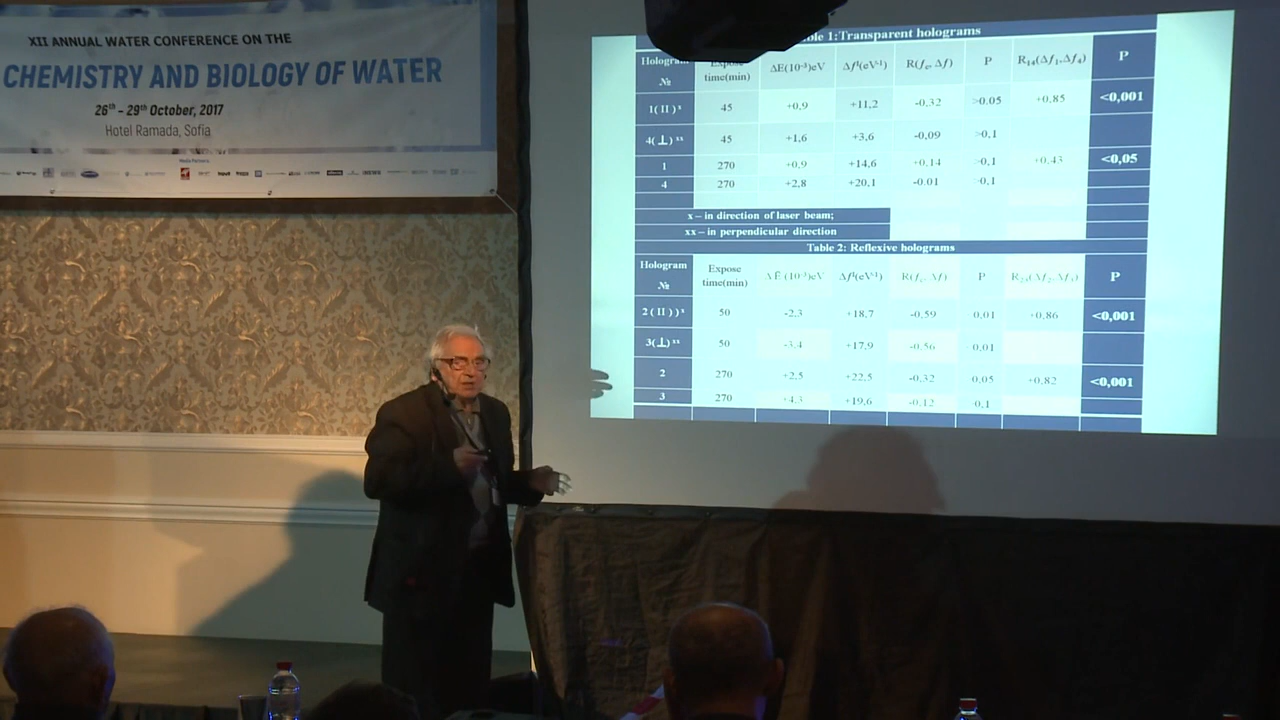 XII ANNUAL WATER CONFERENCE ON THE
CHEMISTRY AND BIOLOGY OF WATER
26th – 29th October, 2017
Hotel Ramada, Sofia
Media Partners:
1:Transparent holograms
Hologram № Expose time(min) ΔE(10⁻³)eV Δf¹(eV⁻¹) P P
1(II)ˣ 45 +0,9 +11,2 -0,32 >0.05 +0,85 <0,001
4(⊥)ˣˣ 45 +1,6 +3,6 -0,09 >0,1
1 270 +0,9 +14,6 +0,14 >0,1 +0,43 <0,05
4 270 +2,8 +20,1 -0.01 >0,1
x – in direction of laser beam;
xx – in perpendicular direction
Table 2: Reflexive holograms
Hologram № Expose time(min) P P
2(II))ˣ 50 -2,3 +18,7 -0,59 0,01 +0,86 <0,001
3(⊥)ˣˣ 50 -3,4 +17,9 -0,56 0,01
2 270 +2,5 +22,5 -0,32 0,05 +0,82 <0,001
3 270 +4,3 +19,6 -0,12 0,1